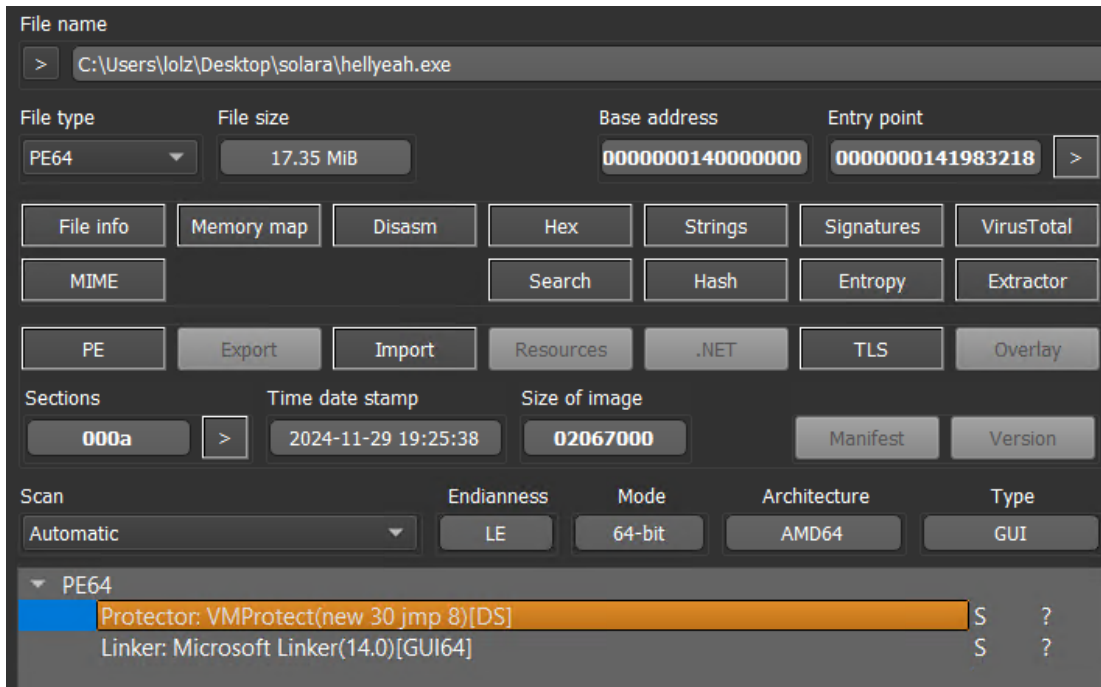 File name
> C:\Users\lolz\Desktop\solara\hellyeah.exe
File type File size Base address Entry point
PE64 17.35 MiB 0000000140000000 0000000141983218 >
File info Memory map Disasm Hex Strings Signatures VirusTotal
MIME Search Hash Entropy Extractor
PE Export Import Resources .NET TLS Overlay
Sections Time date stamp Size of image
000a > 2024-11-29 19:25:38 02067000 Manifest Version
Scan Endianness Mode Architecture Type
Automatic LE 64-bit AMD64 GUI
PE64
Protector: VMProtect(new 30 jmp 8)[DS] S ?
Linker: Microsoft Linker(14.0)[GUI64] S ?